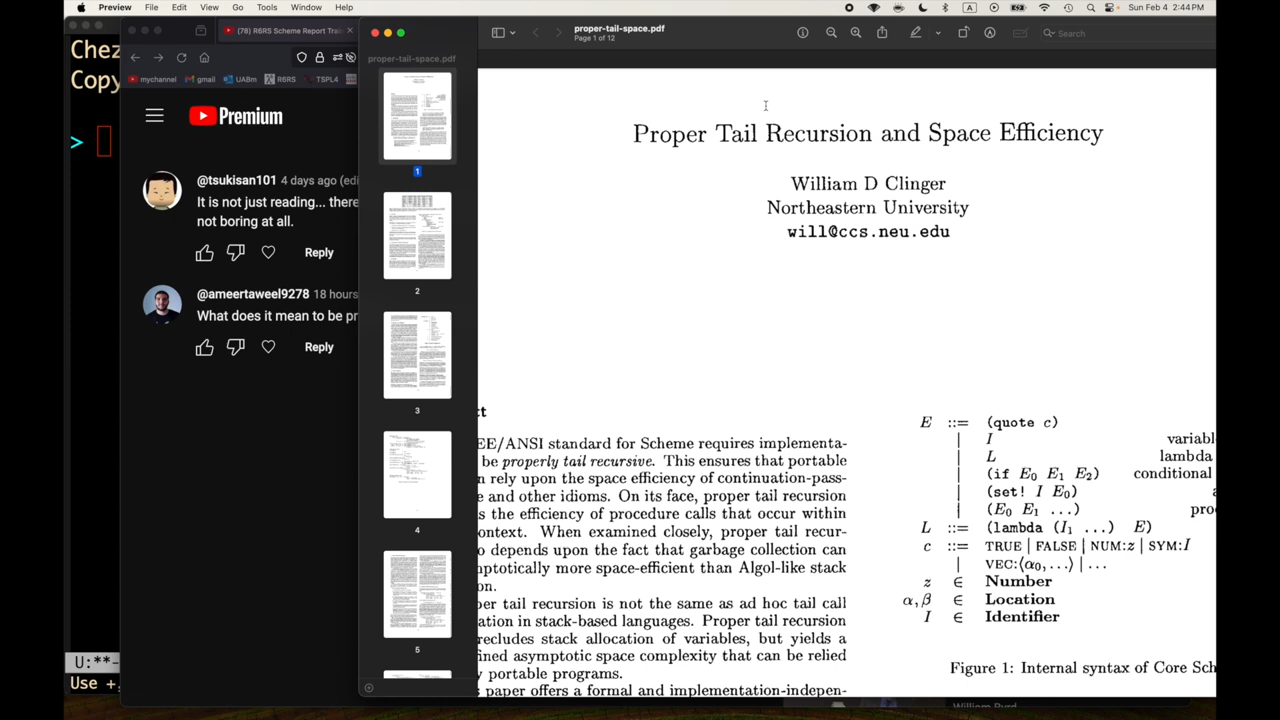 Preview File Edit View Go Tools Window Help
A
Sun Feb 4 2:44 PM
Chez
Copy
>
U:**-
Use +,
(78) R6RS Scheme Report Trai
mychannel gmail UABm R6RS TSPL4
Premium
@tsukisan101 4 days ago (edi
It is not just reading... there
not boring at all.
Reply
@ameertaweel9278 18 hours
What does it mean to be pr
Reply
proper-tail-space.pdf
1
2
3
4
5
proper-tail-space.pdf
Page 1 of 12
Search
Proper Tail Recursion and Space Efficiency
William D Clinger
Northeastern University
will@ccs.neu.edu
ct
EE/ANSI standard for Scheme requires implemen-
be properly tail recursive. This ensures that portable
n rely upon the space efficiency of continuation-pass-
e and other idioms. On its face, proper tail recursion
s the efficiency of procedure calls that occur within
ontext. When examined closely, proper tail recur-
o depends upon the fact that garbage collection can
mptotically more space-efficient than Algol-like stack
on.
per tail recursion is not the same as ad hoc tail call
ation in stack-based languages. Proper tail recursion
recludes stack allocation of variables, but yields a
fined asymptotic space complexity that can be relied
y portable programs.
s paper offers a formal and implementation-indepen-
E ::= (quote c)
| I variabl
| L lambda
| (if E0 E1 E2) conditional
| (set! I E0) a
| (E0 E1 ...) proc
L ::= (lambda (I1 ...) E)
c ::= TRUE | FALSE | NUM:z | SYM:I
| VEC:⟨α0,...⟩ | ...
z ∈ Number
α, β ∈ Location
I ∈ Identifier
Figure 1: Internal syntax of Core Sch
William Byrd